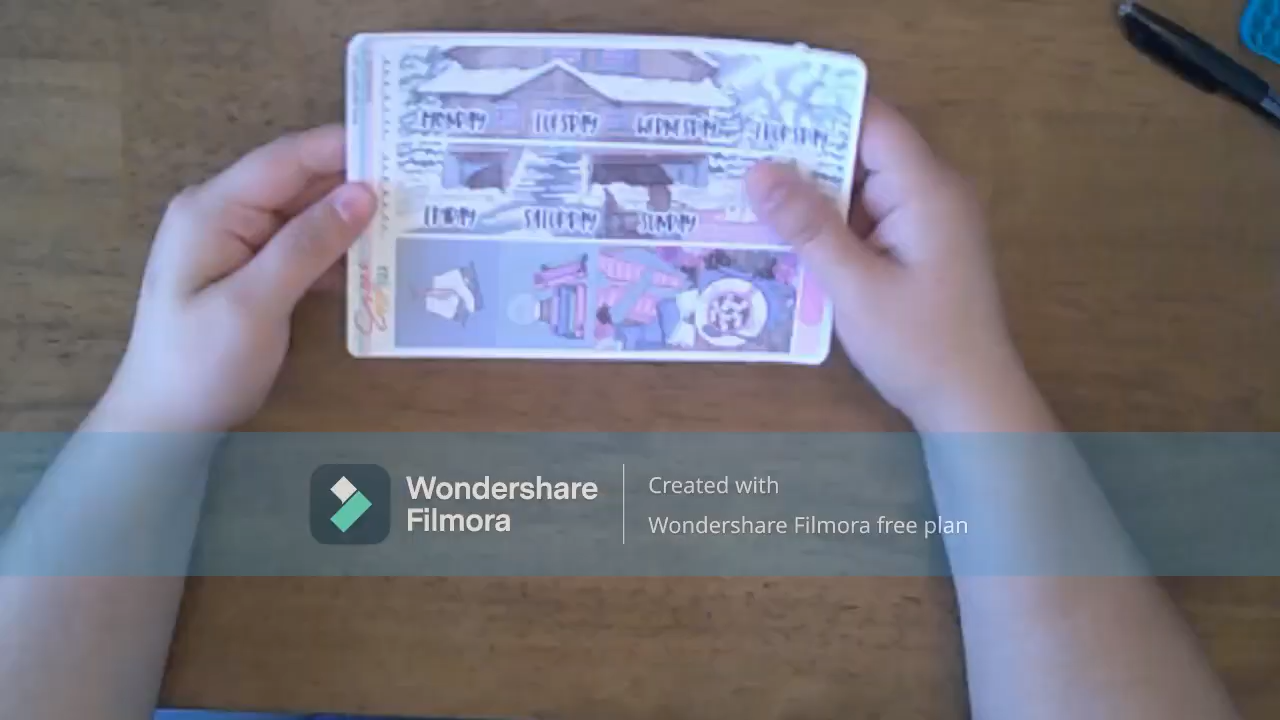 MONDAY TUESDAY WEDNESDAY THURSDAY
FRIDAY SATURDAY SUNDAY
Wondershare
Filmora
Created with
Wondershare Filmora free plan